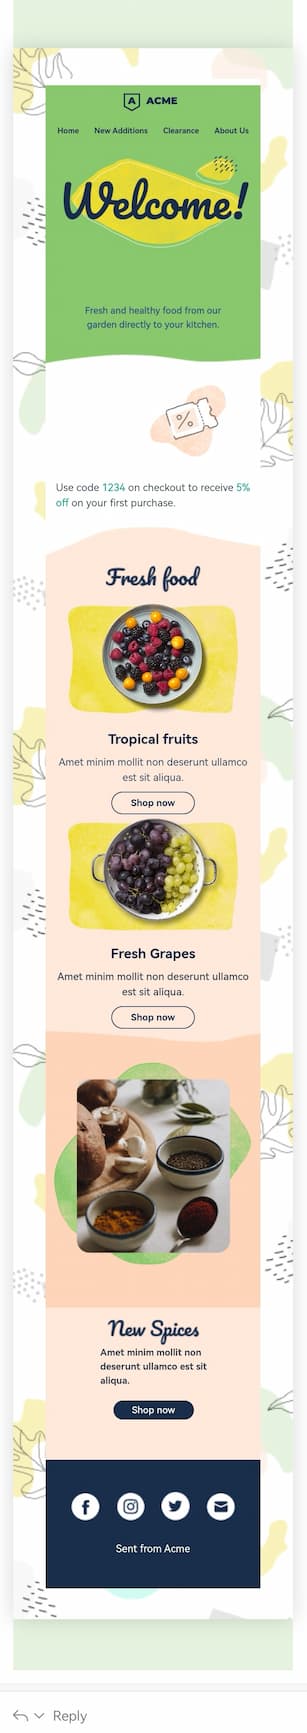 A ACME
Home New Additions Clearance About Us
Welcome!
Fresh and healthy food from our
garden directly to your kitchen.
%
Use code 1234 on checkout to receive 5%
off on your first purchase.
Fresh food
Tropical fruits
Amet minim mollit non deserunt ullamco
est sit aliqua.
Shop now
Fresh Grapes
Amet minim mollit non deserunt ullamco
est sit aliqua.
Shop now
New Spices
Amet minim mollit non
deserunt ullamco est sit
aliqua.
Shop now
Sent from Acme
Reply